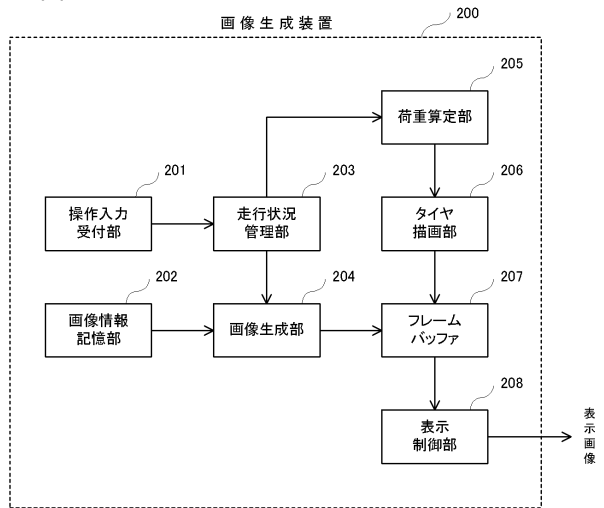 画像生成装置
200
205
荷重算定部
201
操作入力
受付部
203
走行状況
管理部
206
タイヤ
描画部
202
画像情報
記憶部
204
画像生成部
207
フレーム
バッファ
208
表示
制御部
表示画像